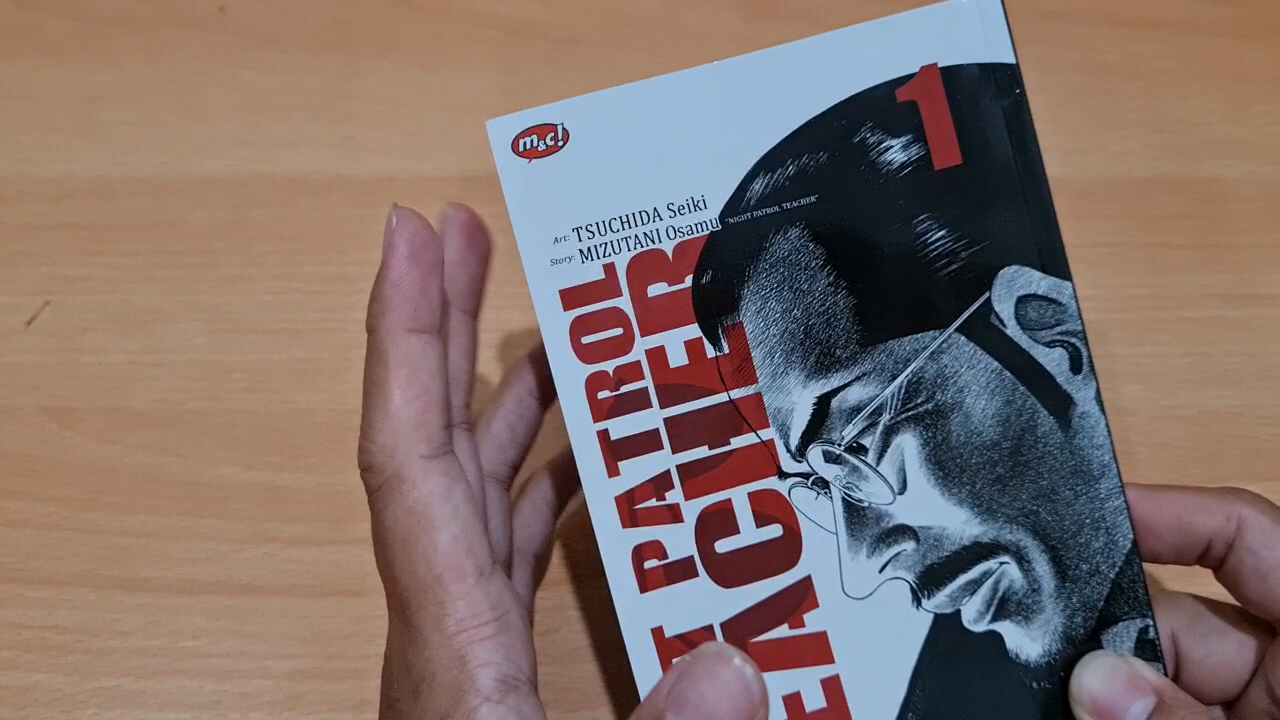 m&c!
1
Art: TSUCHIDA Seiki
Story: MIZUTANI Osamu "NIGHT PATROL TEACHER"
PATROL